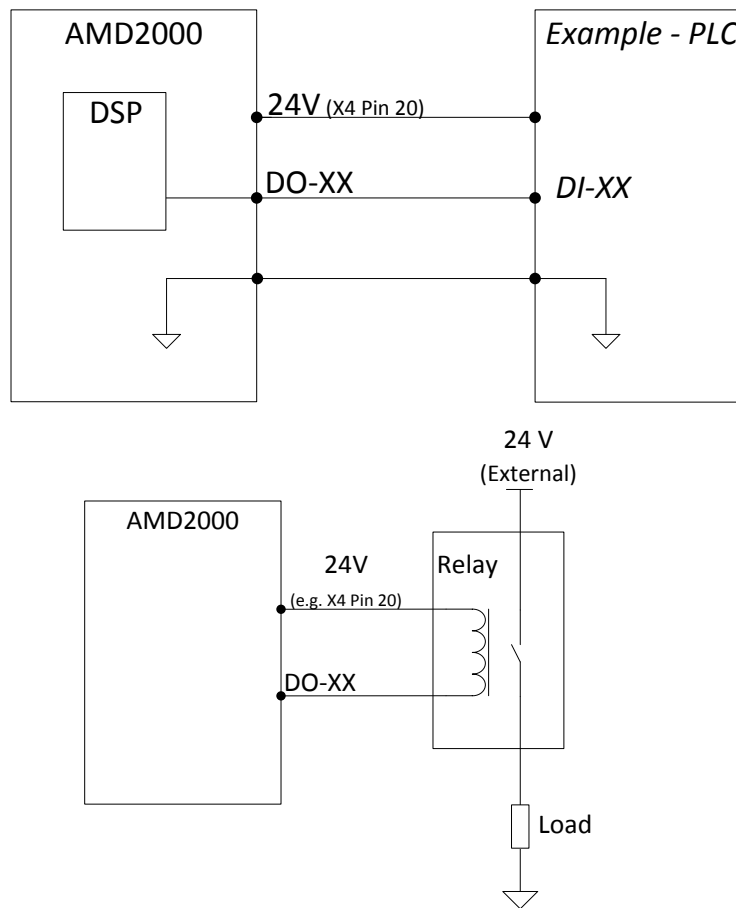 AMD2000
Example - PLC
DSP
24V (X4 Pin 20)
DO-XX
DI-XX
24 V
(External)
AMD2000
24V
(e.g. X4 Pin 20)
Relay
DO-XX
Load